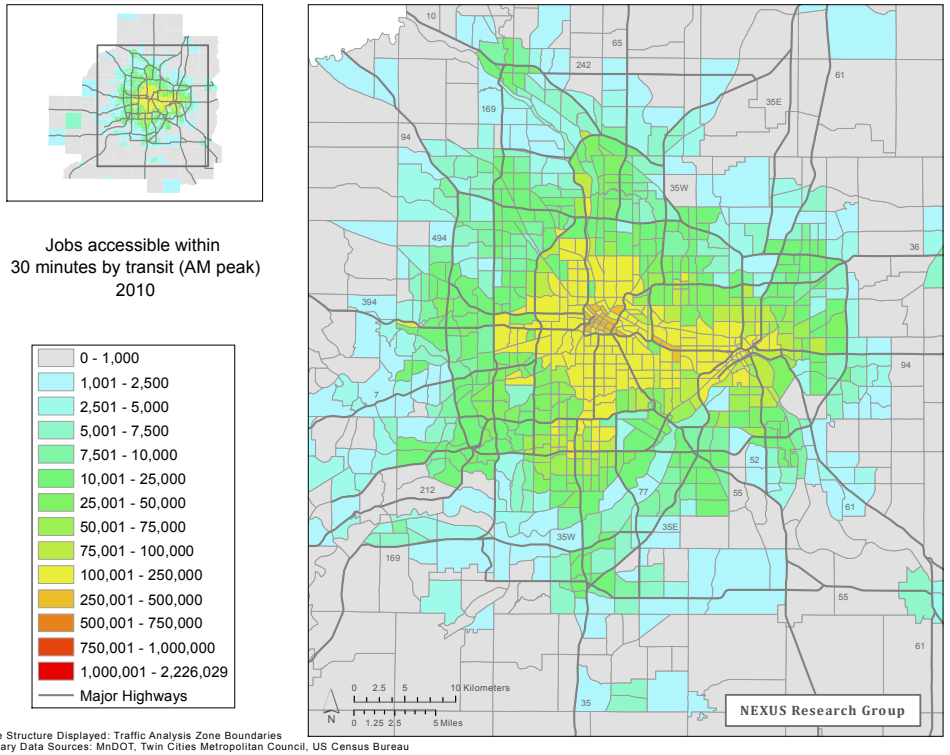 Jobs accessible within
30 minutes by transit (AM peak)
2010
0 - 1,000
1,001 - 2,500
2,501 - 5,000
5,001 - 7,500
7,501 - 10,000
10,001 - 25,000
25,001 - 50,000
50,001 - 75,000
75,001 - 100,000
100,001 - 250,000
250,001 - 500,000
500,001 - 750,000
750,001 - 1,000,000
1,000,001 - 2,226,029
Major Highways
10
65
242
61
169
35E
94
35W
494
36
394
94
7
212
52
77
55
61
35W
35E
169
55
61
35
0 2.5 5 10 Kilometers
0 1.25 2.5 5 Miles
N
NEXUS Research Group
e Structure Displayed: Traffic Analysis Zone Boundaries
ary Data Sources: MnDOT, Twin Cities Metropolitan Council, US Census Bureau